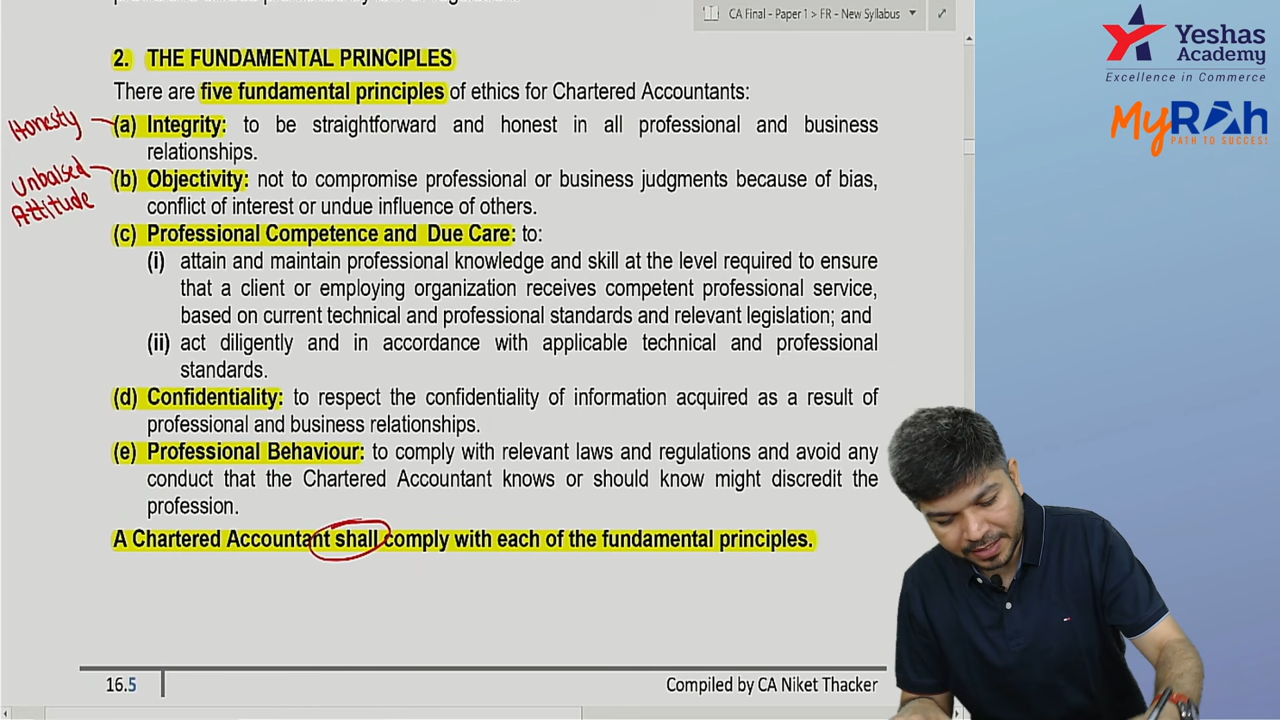 CA Final - Paper 1 > FR - New Syllabus
Yeshas
Academy
Excellence in Commerce
MyRAh
PATH TO SUCCESS!
2. THE FUNDAMENTAL PRINCIPLES
There are five fundamental principles of ethics for Chartered Accountants:
Honesty
(a) Integrity: to be straightforward and honest in all professional and business
relationships.
Unbaised
Attitude
(b) Objectivity: not to compromise professional or business judgments because of bias,
conflict of interest or undue influence of others.
(c) Professional Competence and Due Care: to:
(i) attain and maintain professional knowledge and skill at the level required to ensure
that a client or employing organization receives competent professional service,
based on current technical and professional standards and relevant legislation; and
(ii) act diligently and in accordance with applicable technical and professional
standards.
(d) Confidentiality: to respect the confidentiality of information acquired as a result of
professional and business relationships.
(e) Professional Behaviour: to comply with relevant laws and regulations and avoid any
conduct that the Chartered Accountant knows or should know might discredit the
profession.
A Chartered Accountant shall comply with each of the fundamental principles.
16.5
Compiled by CA Niket Thacker